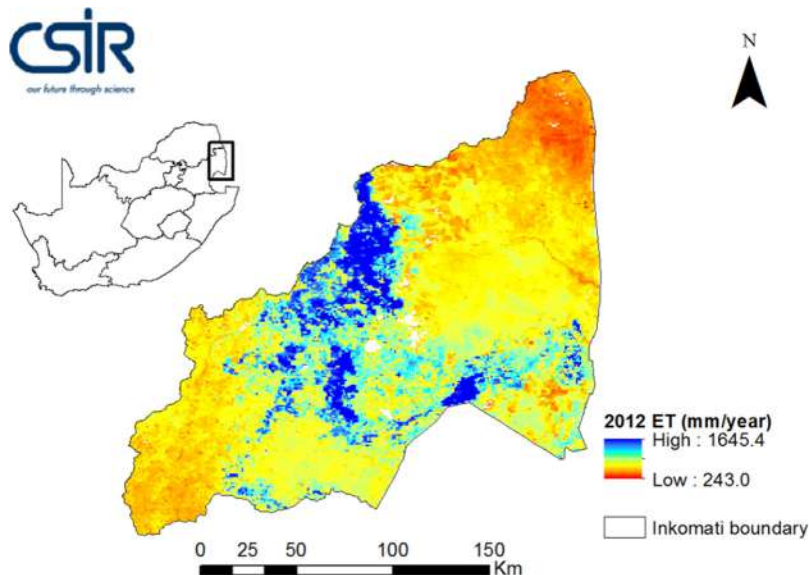 CSIR
our future through science
N
2012 ET (mm/year)
High : 1645.4
Low : 243.0
Inkomati boundary
0 25 50 100 150
Km